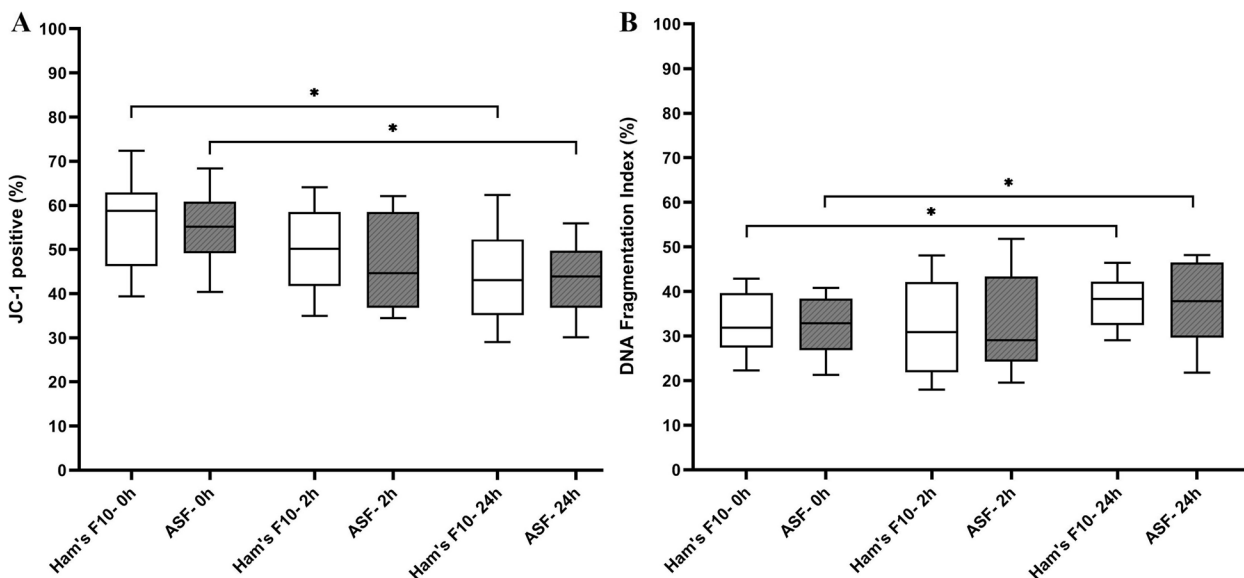 A
JC-1 positive (%)
100
90
80
70
60
50
40
30
20
10
0
*
*
Ham's F10- 0h
ASF- 0h
Ham's F10- 2h
ASF- 2h
Ham's F10- 24h
ASF- 24h
B
DNA Fragmentation Index (%)
100
90
80
70
60
50
40
30
20
10
0
*
*
Ham's F10- 0h
ASF- 0h
Ham's F10- 2h
ASF- 2h
Ham's F10- 24h
ASF- 24h